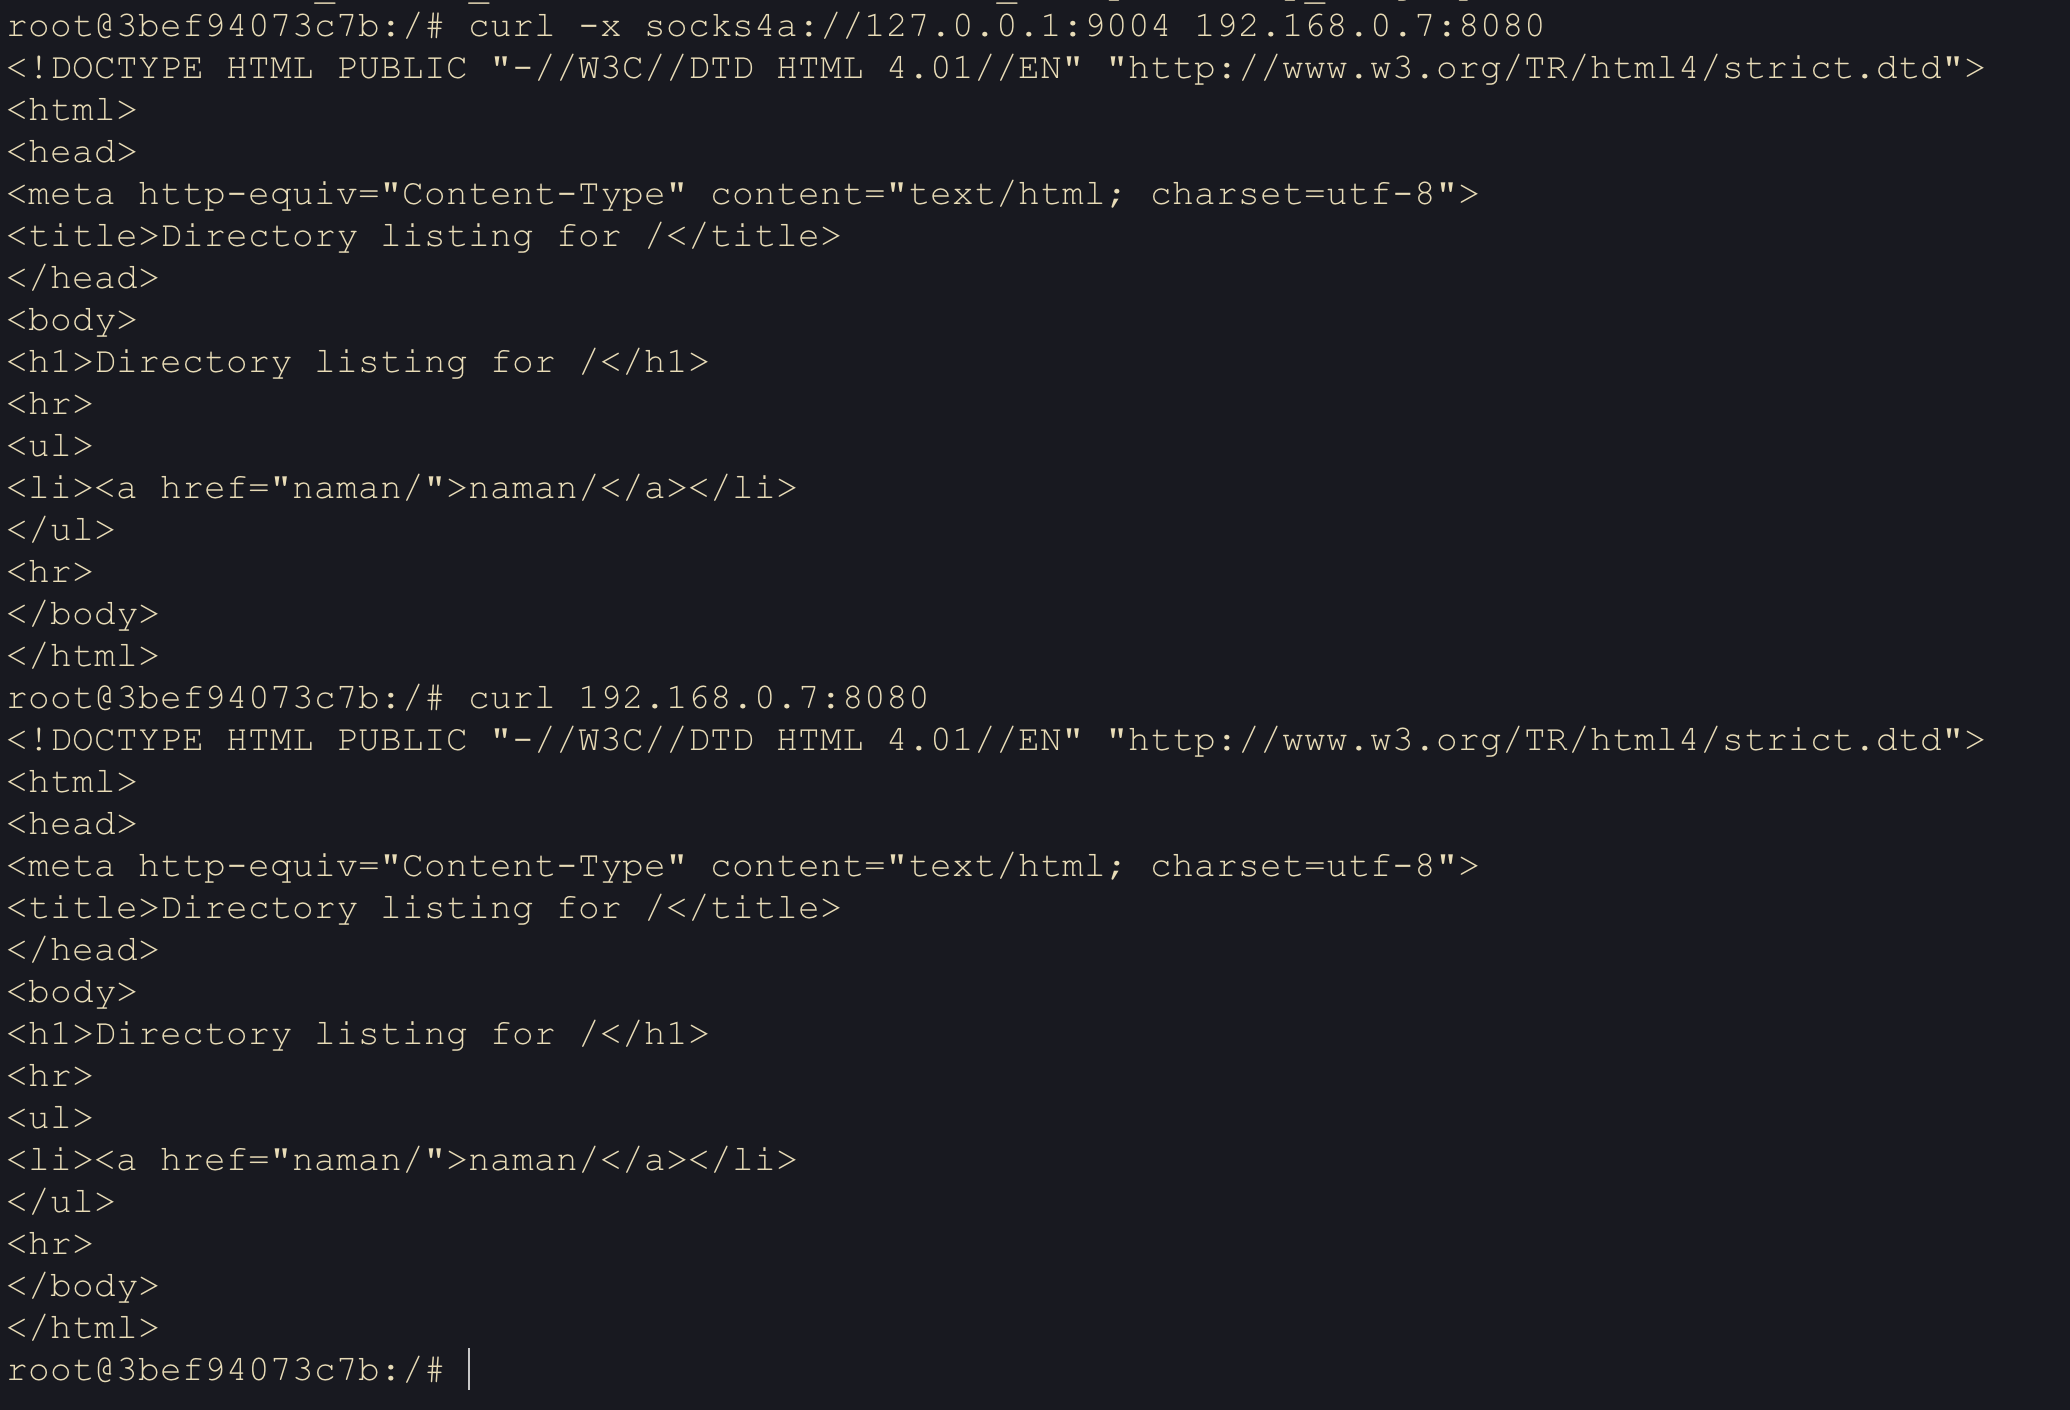 root@3bef94073c7b:/# curl -x socks4a://127.0.0.1:9004 192.168.0.7:8080
<!DOCTYPE HTML PUBLIC "-//W3C//DTD HTML 4.01//EN" "http://www.w3.org/TR/html4/strict.dtd">
<html>
<head>
<meta http-equiv="Content-Type" content="text/html; charset=utf-8">
<title>Directory listing for /</title>
</head>
<body>
<h1>Directory listing for /</h1>
<hr>
<ul>
<li><a href="naman/">naman/</a></li>
</ul>
<hr>
</body>
</html>
root@3bef94073c7b:/# curl 192.168.0.7:8080
<!DOCTYPE HTML PUBLIC "-//W3C//DTD HTML 4.01//EN" "http://www.w3.org/TR/html4/strict.dtd">
<html>
<head>
<meta http-equiv="Content-Type" content="text/html; charset=utf-8">
<title>Directory listing for /</title>
</head>
<body>
<h1>Directory listing for /</h1>
<hr>
<ul>
<li><a href="naman/">naman/</a></li>
</ul>
<hr>
</body>
</html>
root@3bef94073c7b:/#